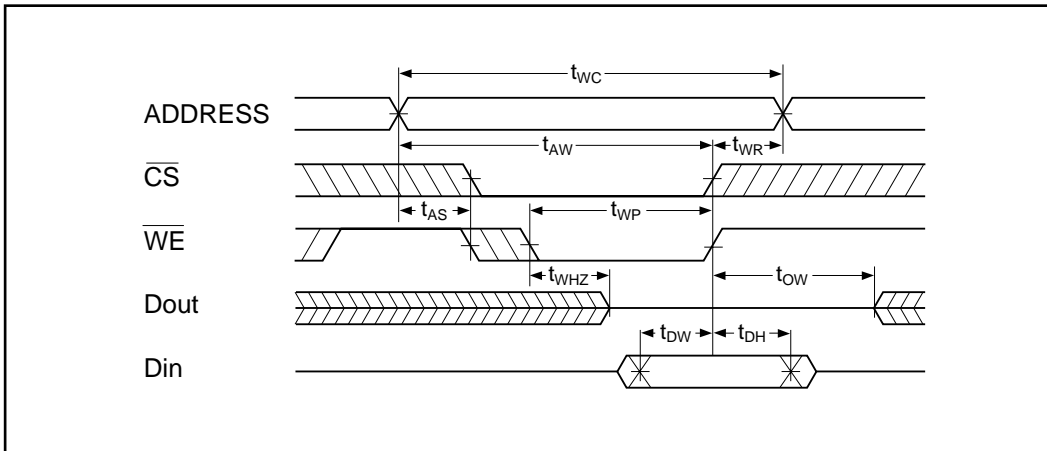 tWC
ADDRESS
tAW
tWR
CS
tAS
tWP
WE
tWHZ
tOW
Dout
tDW
tDH
Din